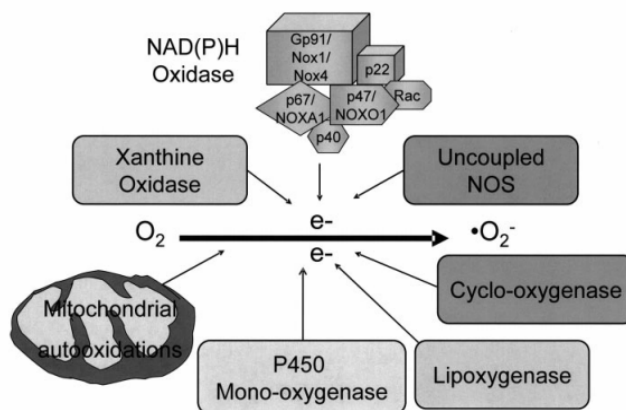 NAD(P)H
Oxidase
Gp91/
Nox1/
Nox4
p22
p67/
NOXA1
p47/
NOXO1
Rac
p40
Xanthine
Oxidase
Uncoupled
NOS
e-
O₂
•O₂⁻
e-
Mitochondrial
autooxidations
Cyclo-oxygenase
P450
Mono-oxygenase
Lipoxygenase